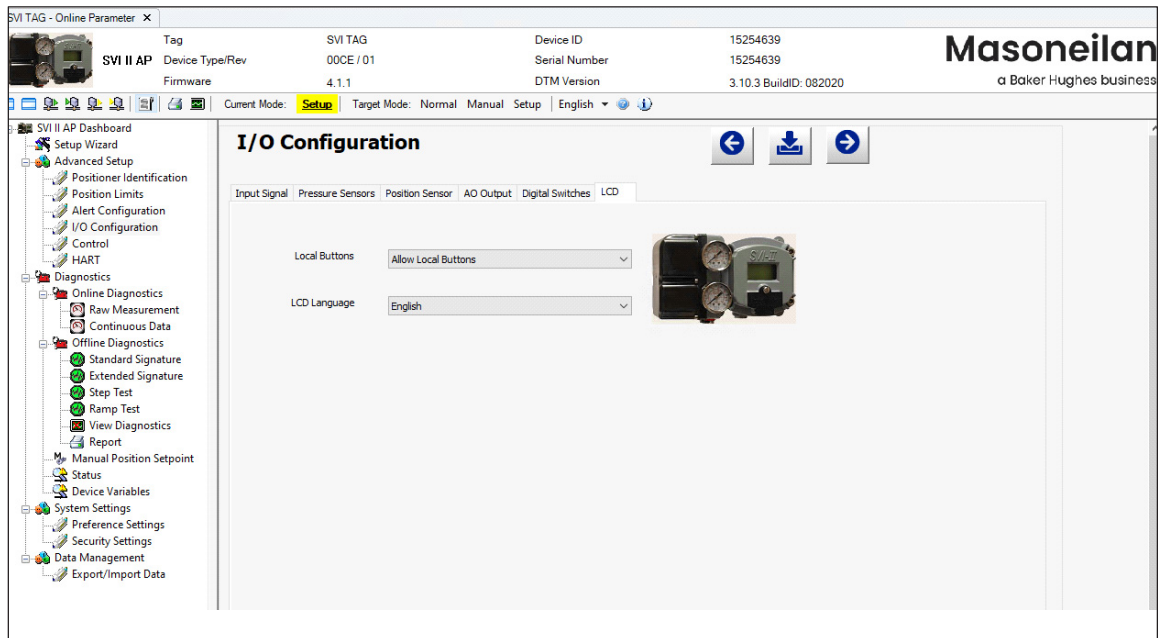 SVI TAG - Online Parameter
Tag SVI TAG Device ID 15254639
SVI II AP Device Type/Rev 00CE / 01 Serial Number 15254639
Firmware 4.1.1 DTM Version 3.10.3 BuildID: 082020
Masoneilan
a Baker Hughes business
Current Mode: Setup Target Mode: Normal Manual Setup English
SVI II AP Dashboard
Setup Wizard
Advanced Setup
Positioner Identification
Position Limits
Alert Configuration
I/O Configuration
Control
HART
Diagnostics
Online Diagnostics
Raw Measurement
Continuous Data
Offline Diagnostics
Standard Signature
Extended Signature
Step Test
Ramp Test
View Diagnostics
Report
Manual Position Setpoint
Status
Device Variables
System Settings
Preference Settings
Security Settings
Data Management
Export/Import Data
I/O Configuration
Input Signal Pressure Sensors Position Sensor AO Output Digital Switches LCD
Local Buttons Allow Local Buttons
LCD Language English
SVI-II